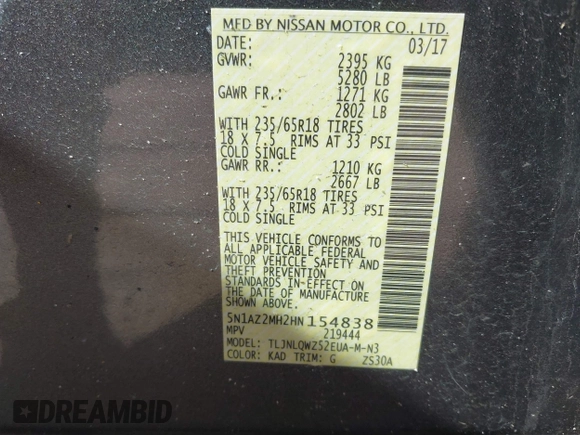 MFD BY NISSAN MOTOR CO., LTD.
DATE: 03/17
GVWR: 2395 KG
5280 LB
GAWR FR.: 1271 KG
2802 LB
WITH 235/65R18 TIRES
18 X 7.5 RIMS AT 33 PSI
COLD SINGLE
GAWR RR.: 1210 KG
2667 LB
WITH 235/65R18 TIRES
18 X 7.5 RIMS AT 33 PSI
COLD SINGLE
THIS VEHICLE CONFORMS TO
ALL APPLICABLE FEDERAL
MOTOR VEHICLE SAFETY AND
THEFT PREVENTION
STANDARDS IN-EFFECT ON
THE DATE OF MANUFACTURE
SHOWN ABOVE.
5N1AZ2MH2HN154838
MPV 219444
MODEL: TLJNLQWZ52EUA-M-N3
COLOR: KAD TRIM: G ZS30A
DREAMBID